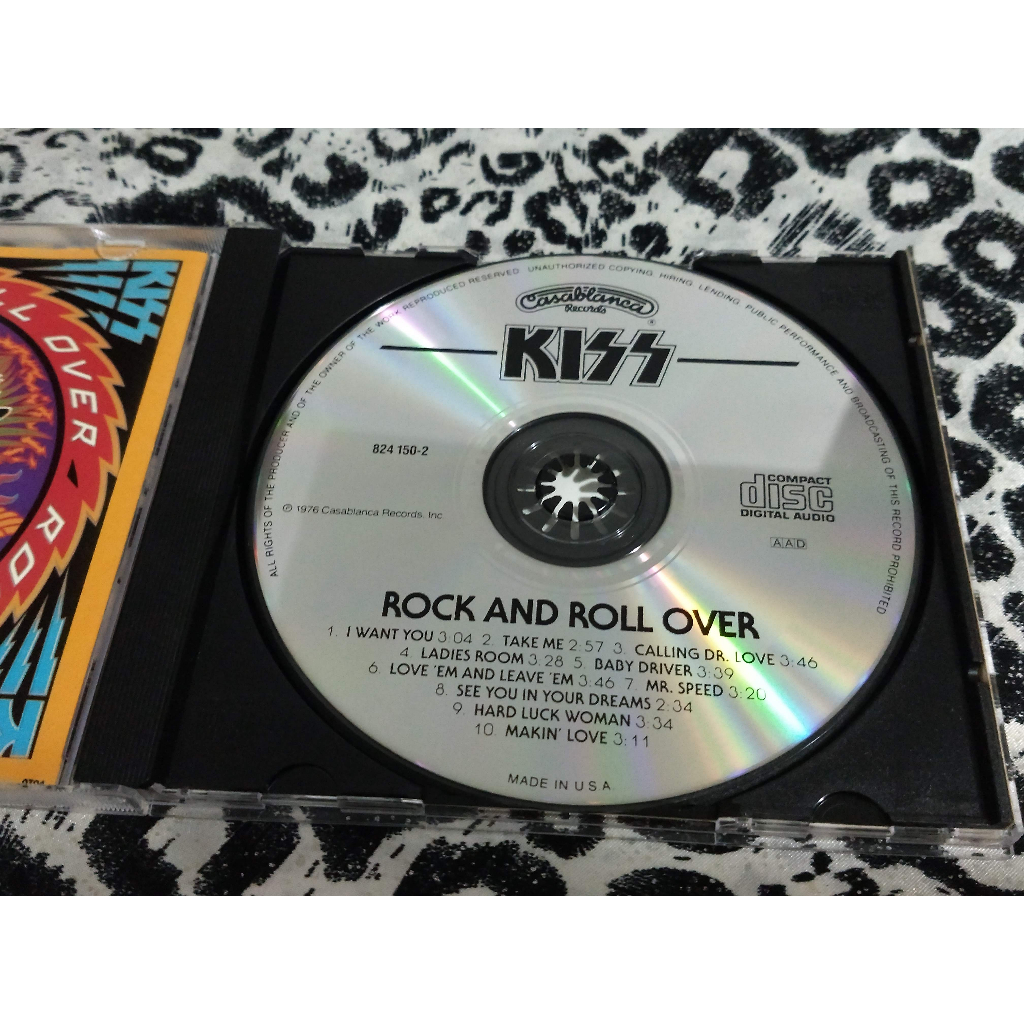 KISS
LL OVER
RO
ALL RIGHTS OF THE PRODUCER AND OF THE OWNER OF THE WORK REPRODUCED RESERVED. UNAUTHORIZED COPYING, HIRING, LENDING, PUBLIC PERFORMANCE AND BROADCASTING OF THIS RECORD PROHIBITED
Casablanca
Records
®
KISS
824 150-2
COMPACT
disc
DIGITAL AUDIO
℗ 1976 Casablanca Records, Inc.
AAD
ROCK AND ROLL OVER
1. I WANT YOU 3:04 2. TAKE ME 2:57 3. CALLING DR. LOVE 3:46
4. LADIES ROOM 3:28 5. BABY DRIVER 3:39
6. LOVE 'EM AND LEAVE 'EM 3:46 7. MR. SPEED 3:20
8. SEE YOU IN YOUR DREAMS 2:34
9. HARD LUCK WOMAN 3:34
10. MAKIN' LOVE 3:11
MADE IN U.S.A.